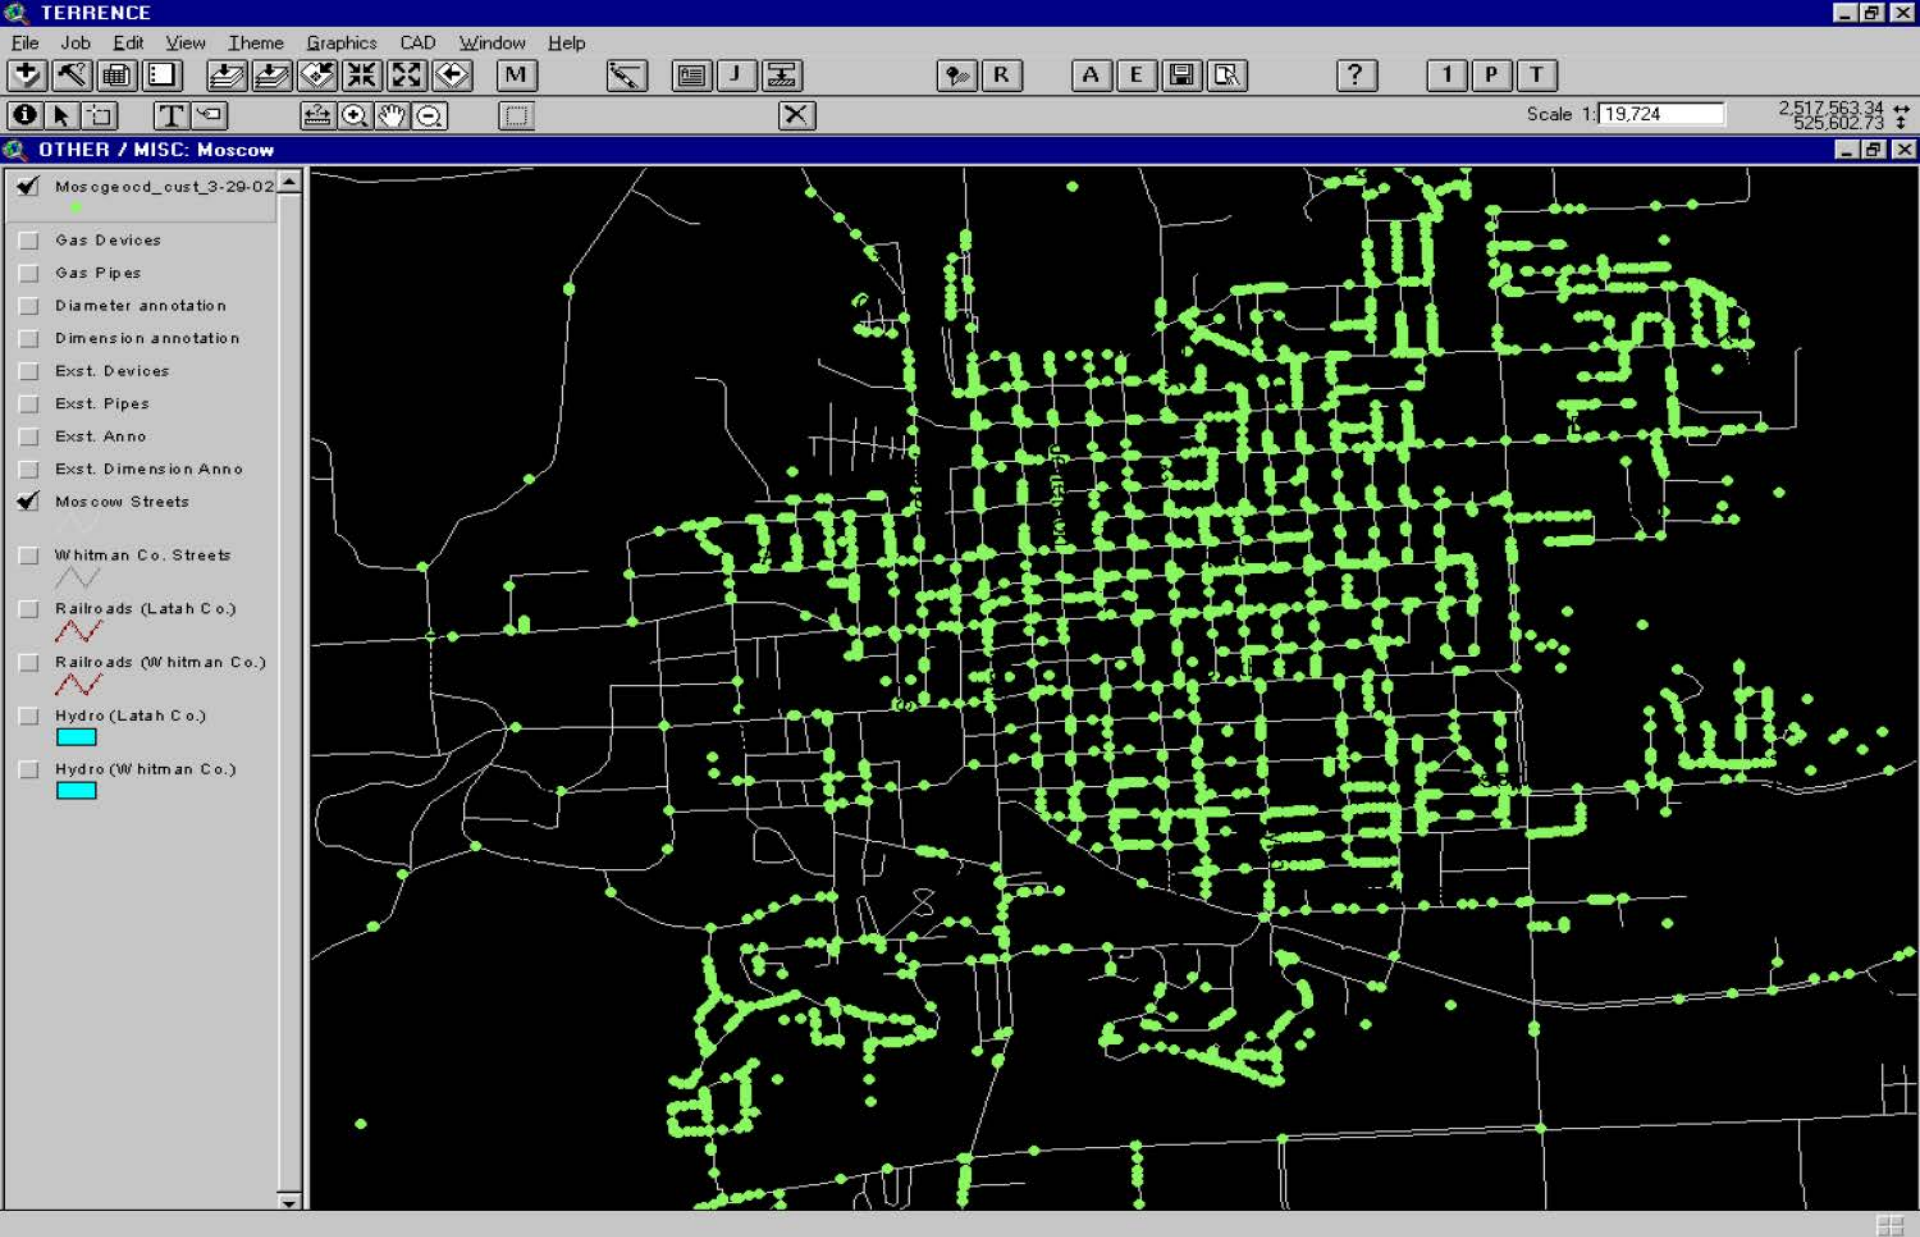 TERRENCE
File Job Edit View Theme Graphics CAD Window Help
M J R A E ? 1 P T
T Scale 1: 19,724 2,517,563.34
525,602.73
OTHER / MISC: Moscow
Moscgeocd_cust_3-29-02
Gas Devices
Gas Pipes
Diameter annotation
Dimension annotation
Exst. Devices
Exst. Pipes
Exst. Anno
Exst. Dimension Anno
Moscow Streets
Whitman Co. Streets
Railroads (Latah Co.)
Railroads (Whitman Co.)
Hydro (Latah Co.)
Hydro (Whitman Co.)